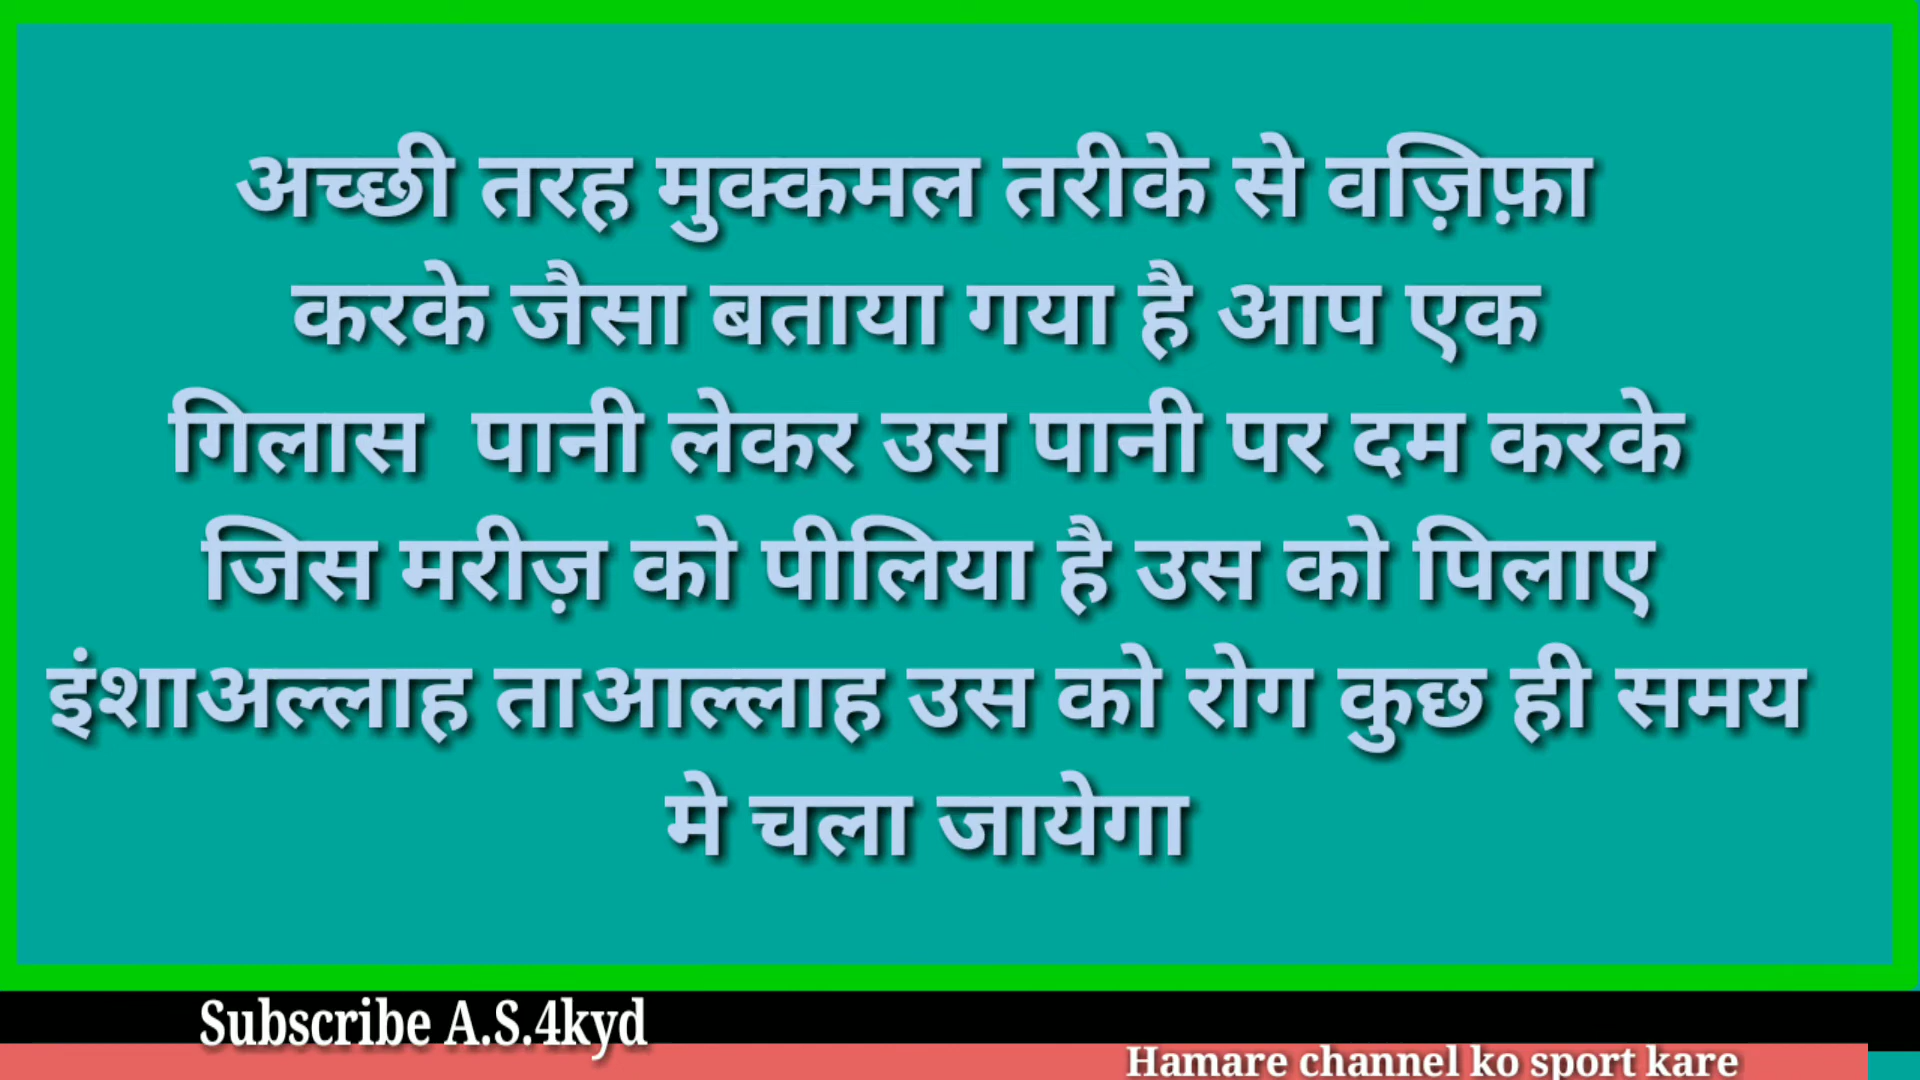 अच्छी तरह मुक्कमल तरीके से वज़िफ़ा
करके जैसा बताया गया है आप एक
गिलास पानी लेकर उस पानी पर दम करके
जिस मरीज़ को पीलिया है उस को पिलाए
इंशाअल्लाह ताआल्लाह उस को रोग कुछ ही समय
मे चला जायेगा
Subscribe A.S.4kyd
Hamare channel ko sport kare